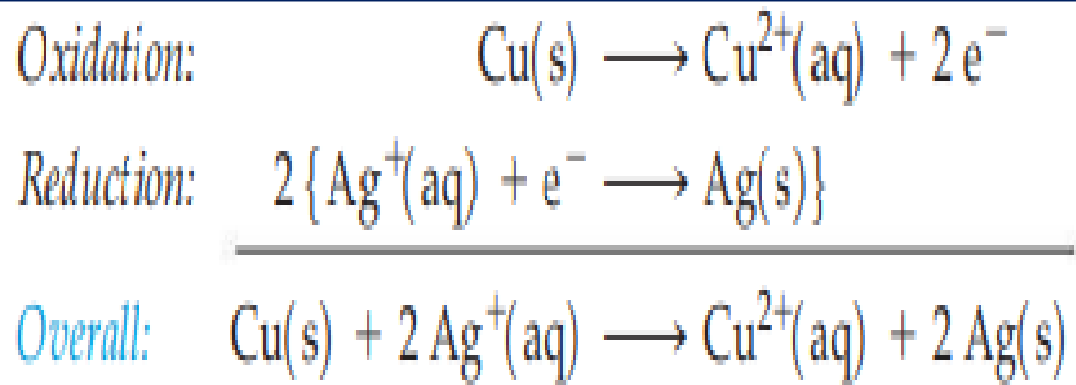 Oxidation: Cu(s) ⟶ Cu²⁺(aq) + 2 e⁻
Reduction: 2{Ag⁺(aq) + e⁻ ⟶ Ag(s)}
Overall: Cu(s) + 2 Ag⁺(aq) ⟶ Cu²⁺(aq) + 2 Ag(s)